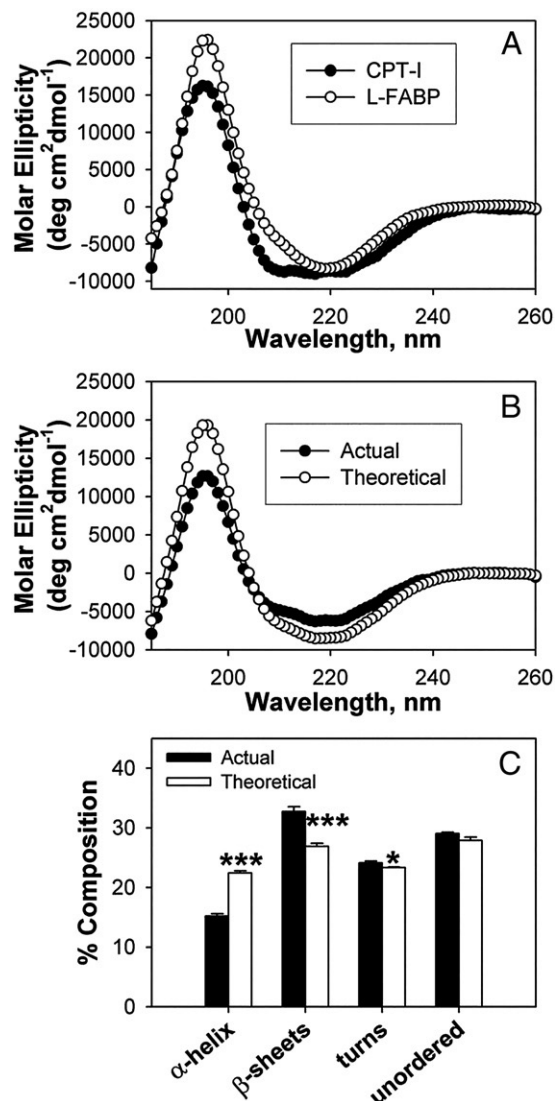 A
25000
20000
15000
10000
5000
0
-5000
-10000
Molar Ellipticity
(deg cm²dmol⁻¹)
CPT-I
L-FABP
200 220 240 260
Wavelength, nm
B
25000
20000
15000
10000
5000
0
-5000
-10000
Molar Ellipticity
(deg cm²dmol⁻¹)
Actual
Theoretical
200 220 240 260
Wavelength, nm
C
40
30
20
10
0
% Composition
Actual
Theoretical
***
***
*
α-helix
β-sheets
turns
unordered